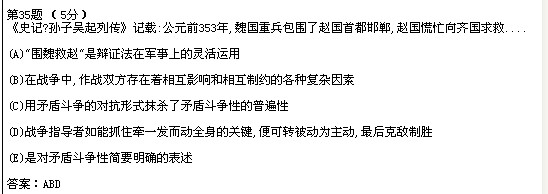 第35题 (5分)
《史记?孙子吴起列传》记载:公元前353年,魏国重兵包围了赵国首都邯郸,赵国慌忙向齐国求救....
(A)“围魏救赵”是辩证法在军事上的灵活运用
(B)在战争中,作战双方存在着相互影响和相互制约的各种复杂因素
(C)用矛盾斗争的对抗形式抹杀了矛盾斗争性的普遍性
(D)战争指导者如能抓住牵一发而动全身的关键,便可转被动为主动,最后克敌制胜
(E)是对矛盾斗争性简要明确的表述
答案:ABD